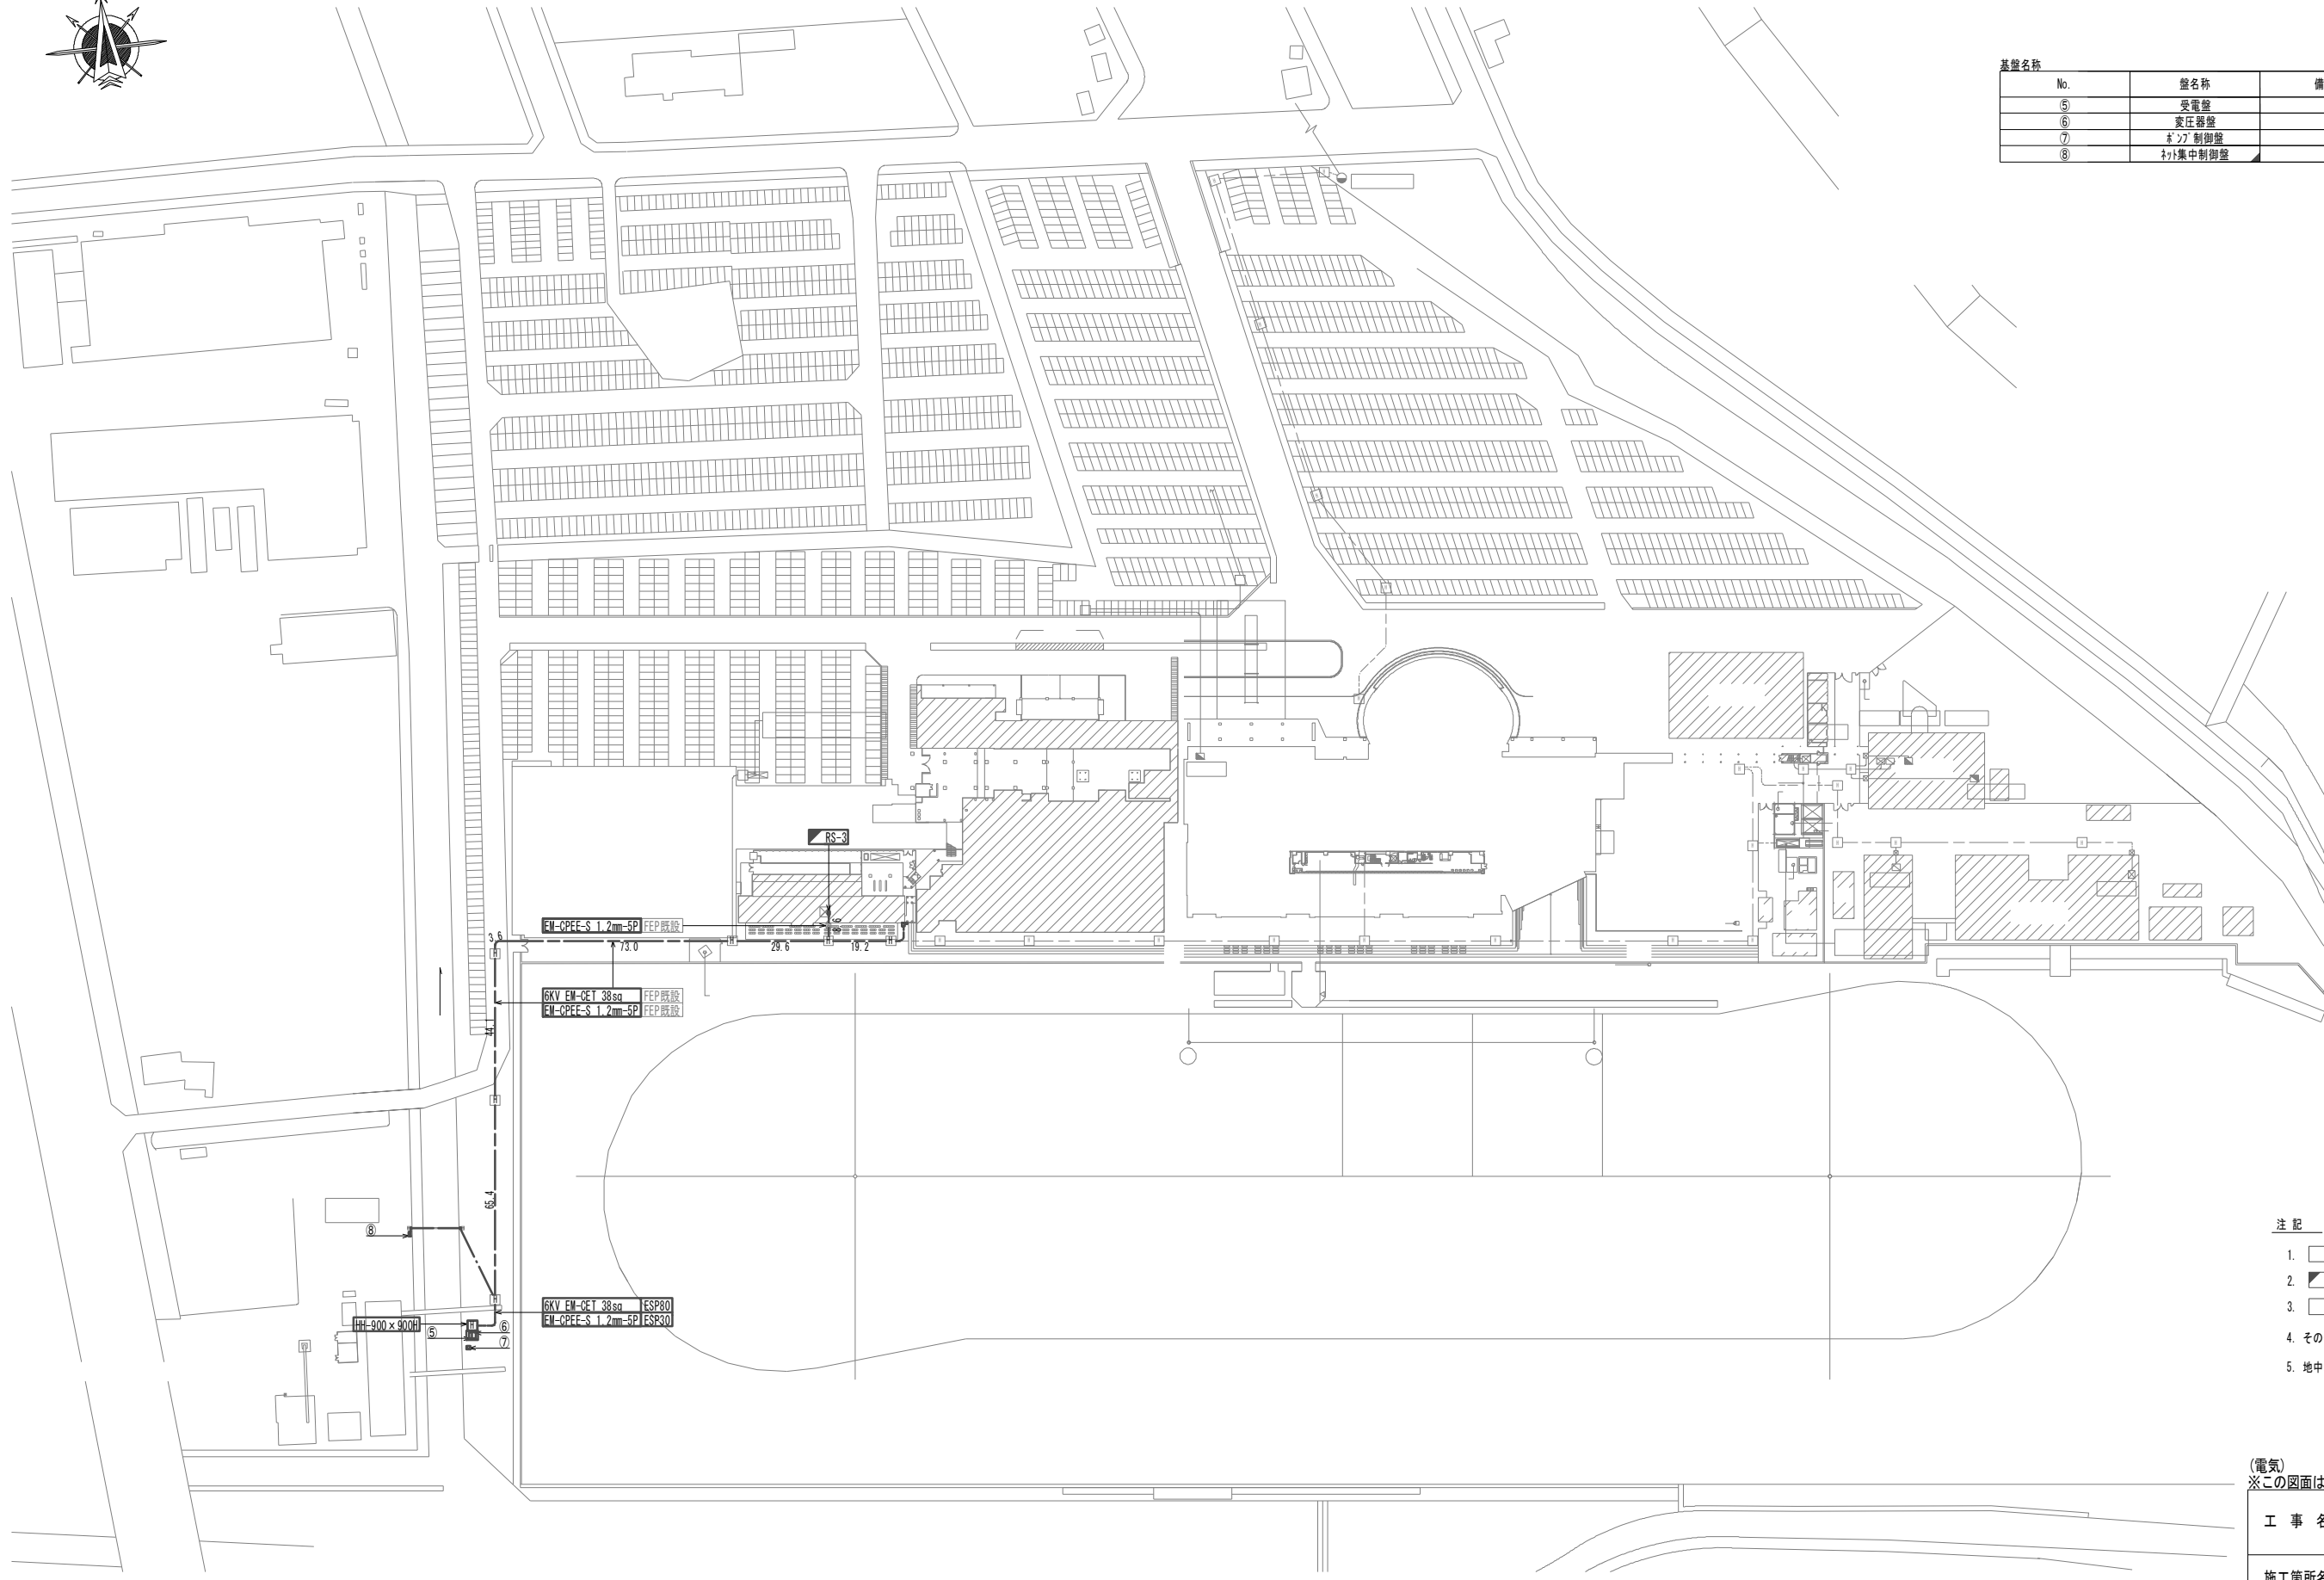 基盤名称
No. 盤名称 備
⑤ 受電盤
⑥ 変圧器盤
⑦ ポンプ制御盤
⑧ ネット集中制御盤
RS-3
EM-CPEE-S 1.2mm-5P FEP既設
3.6
73.0
29.6
19.2
6KV EM-CET 38sq FEP既設
EM-CPEE-S 1.2mm-5P FEP既設
44.1
65.4
⑧
6KV EM-CET 38sq ESP80
EM-CPEE-S 1.2mm-5P ESP30
HH-900×900H
⑤
⑥
⑦
注 記
1.
2.
3.
4. その
5. 地中
(電気)
※この図面は
工 事 名
施工箇所名